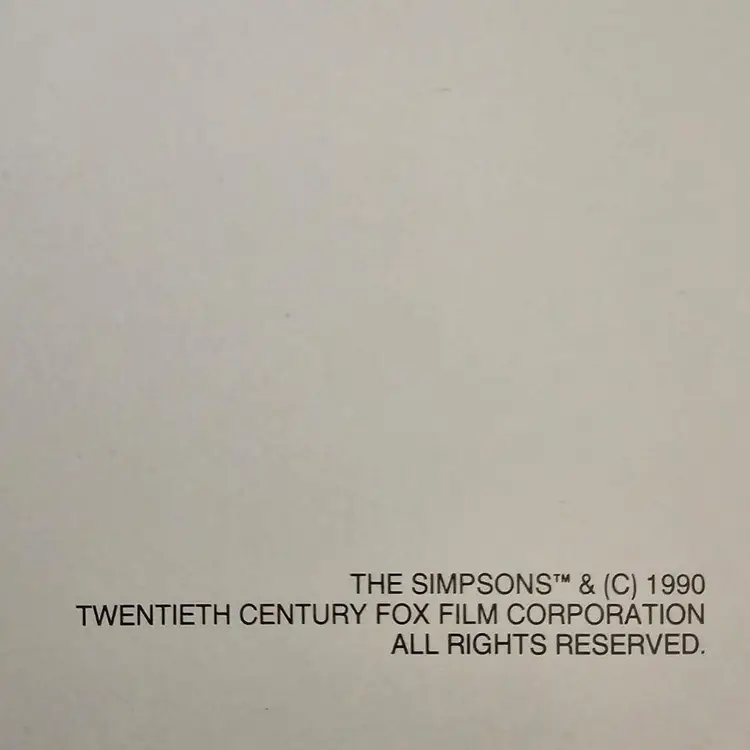 THE SIMPSONS™ & (C) 1990
TWENTIETH CENTURY FOX FILM CORPORATION
ALL RIGHTS RESERVED.